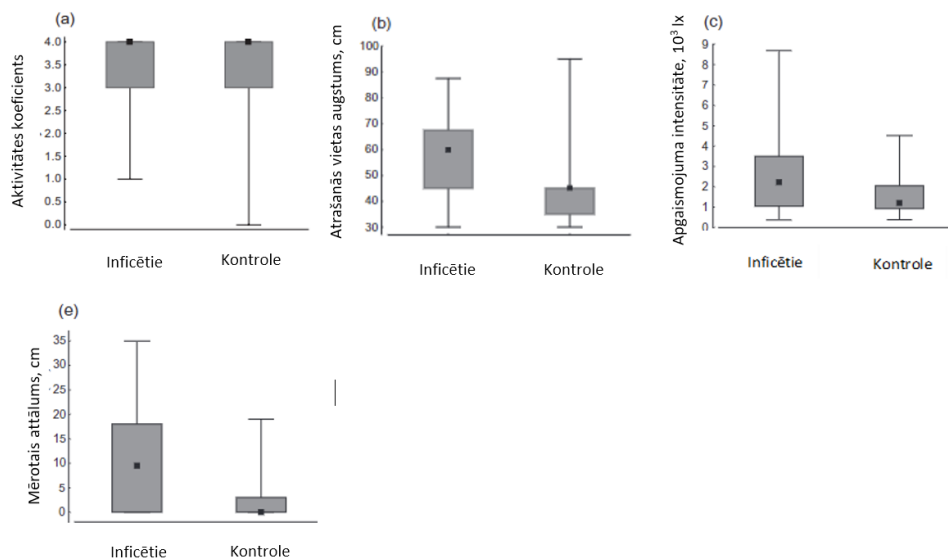 (a)
Aktivitātes koeficients
4.0
3.5
3.0
2.5
2.0
1.5
1.0
0.5
0.0
Inficētie Kontrole
(b)
Atrašanās vietas augstums, cm
100
90
80
70
60
50
40
30
Inficētie Kontrole
(c)
Apgaismojuma intensitāte, 10³ lx
9
8
7
6
5
4
3
2
1
0
Inficētie Kontrole
(e)
Mērotais attālums, cm
35
30
25
20
15
10
5
0
Inficētie Kontrole